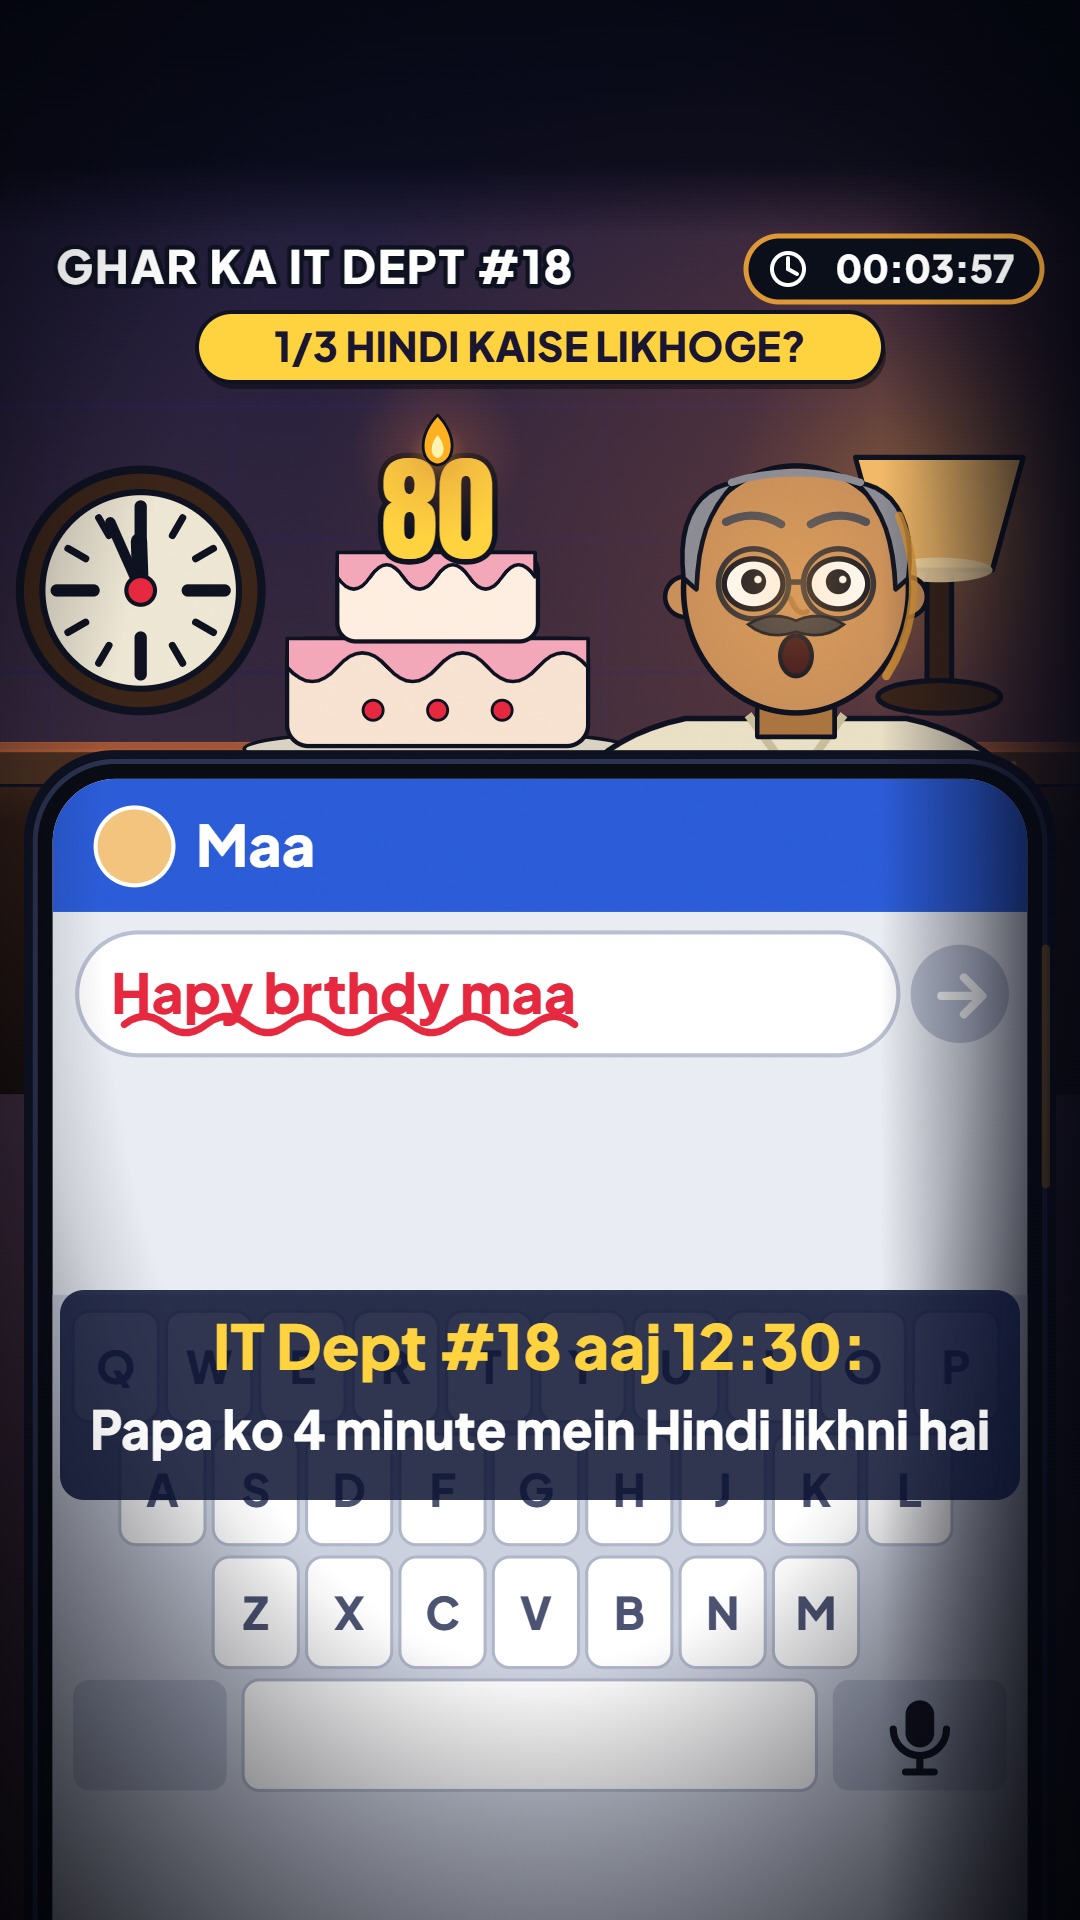 GHAR KA IT DEPT #18
00:03:57
1/3 HINDI KAISE LIKHOGE?
80
Maa
Hapy brthdy maa
IT Dept #18 aaj 12:30:
Papa ko 4 minute mein Hindi likhni hai
Q W E R T Y U I O P
A S D F G H J K L
Z X C V B N M